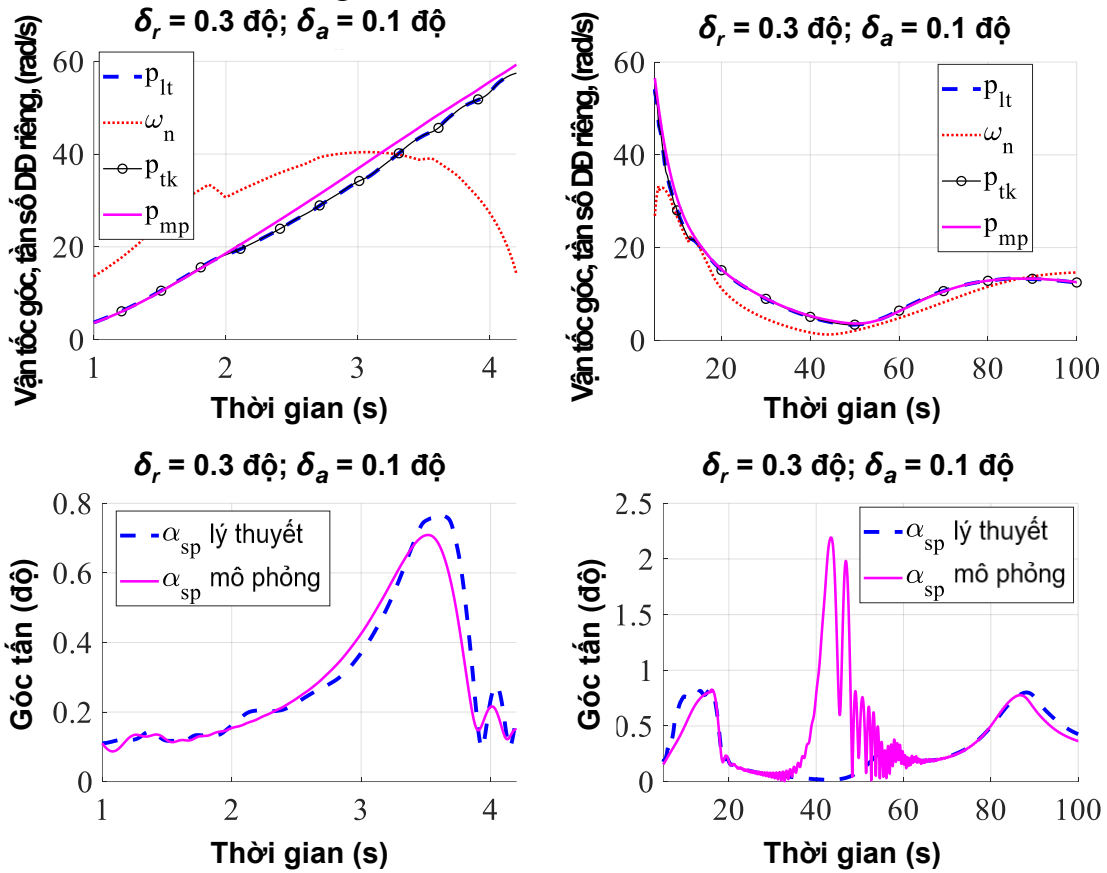 δr = 0.3 độ; δa = 0.1 độ
Vận tốc góc, tần số DĐ riêng, (rad/s)
60
40
20
0
plt
ωn
ptk
pmp
1 2 3 4
Thời gian (s)
δr = 0.3 độ; δa = 0.1 độ
Vận tốc góc, tần số DĐ riêng, (rad/s)
60
40
20
0
plt
ωn
ptk
pmp
20 40 60 80 100
Thời gian (s)
δr = 0.3 độ; δa = 0.1 độ
Góc tấn (độ)
0.8
0.6
0.4
0.2
0
αsp lý thuyết
αsp mô phỏng
1 2 3 4
Thời gian (s)
δr = 0.3 độ; δa = 0.1 độ
Góc tấn (độ)
2.5
2
1.5
1
0.5
0
αsp lý thuyết
αsp mô phỏng
20 40 60 80 100
Thời gian (s)